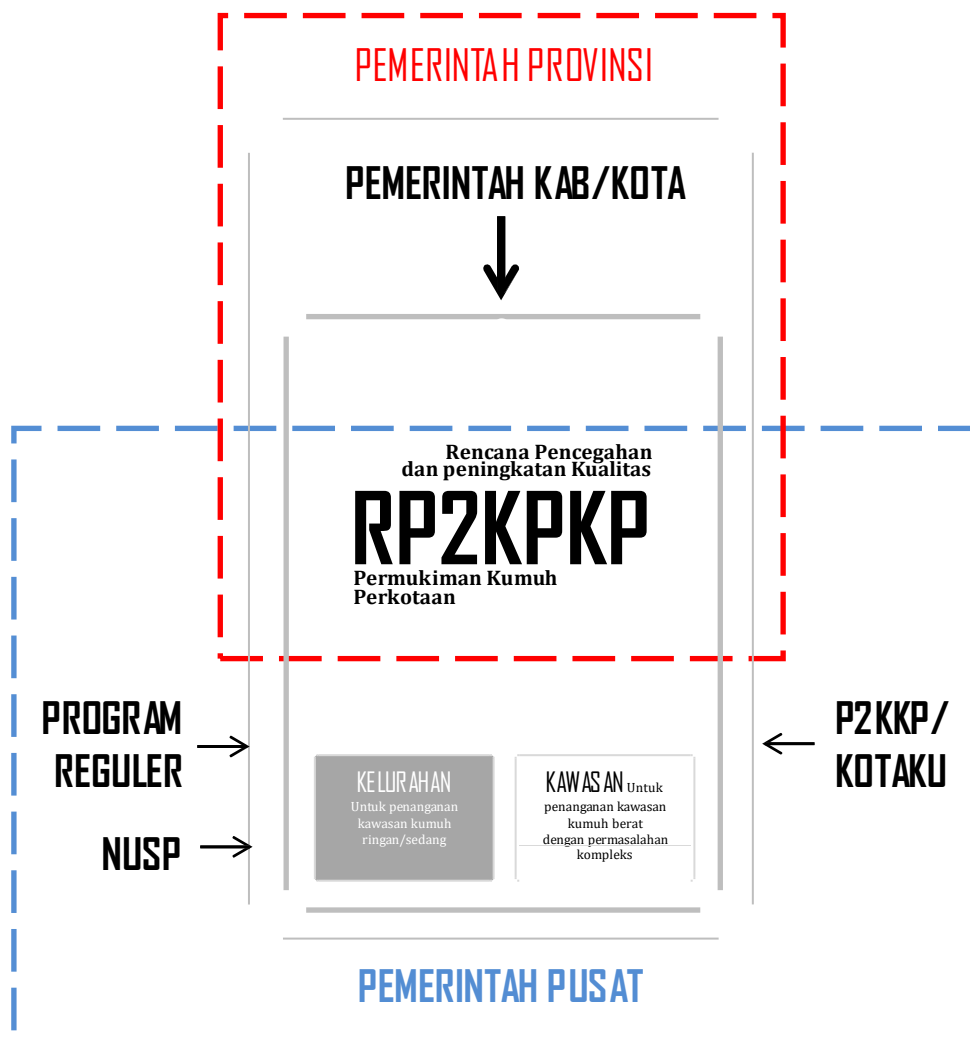 PEMERINTAH PROVINSI
PEMERINTAH KAB/KOTA
Rencana Pencegahan
dan peningkatan Kualitas
RP2KPKP
Permukiman Kumuh
Perkotaan
PROGRAM
REGULER
NUSP
P2KKP/
KOTAKU
KELURAHAN
Untuk penanganan
kawasan kumuh
ringan/sedang
KAWASAN Untuk
penanganan kawasan
kumuh berat
dengan permasalahan
kompleks
PEMERINTAH PUSAT